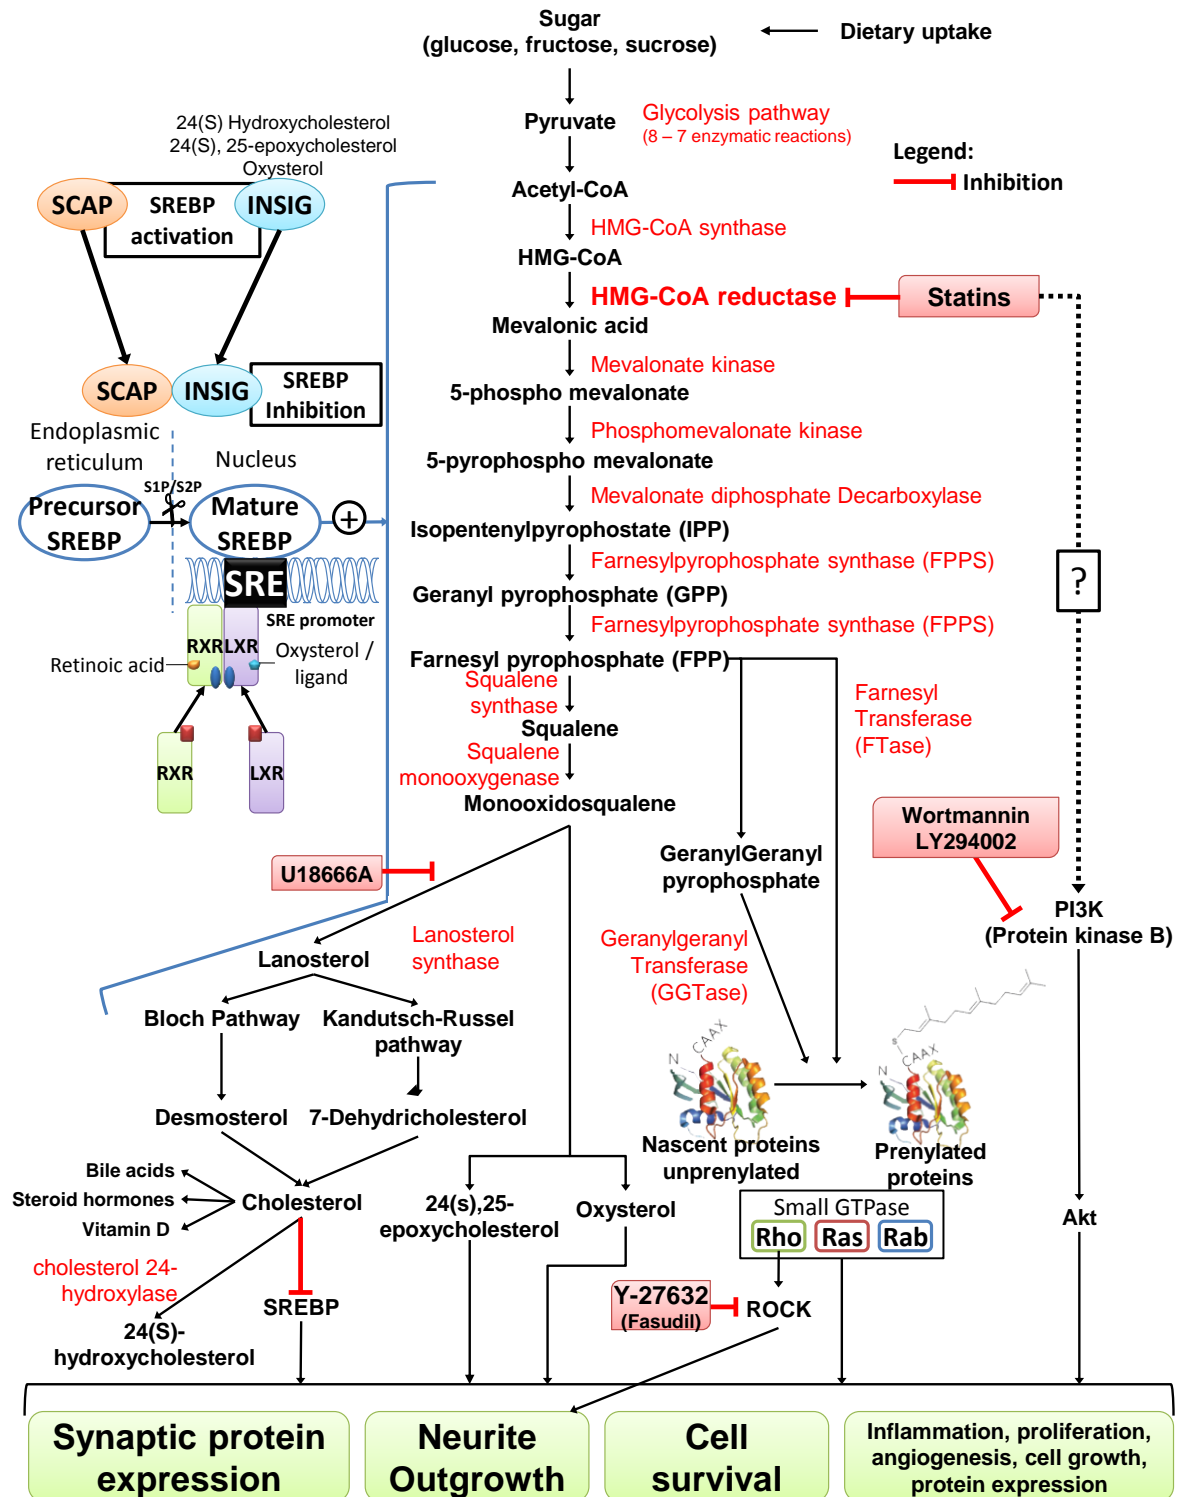 Sugar
(glucose, fructose, sucrose)
Dietary uptake
Pyruvate
Glycolysis pathway
(8 – 7 enzymatic reactions)
24(S) Hydroxycholesterol
24(S), 25-epoxycholesterol
Oxysterol
Legend:
Inhibition
SCAP
SREBP
activation
INSIG
Acetyl-CoA
HMG-CoA synthase
HMG-CoA
HMG-CoA reductase
Statins
Mevalonic acid
SCAP
INSIG
SREBP
Inhibition
Mevalonate kinase
5-phospho mevalonate
Phosphomevalonate kinase
5-pyrophospho mevalonate
Endoplasmic
reticulum
Nucleus
S1P/S2P
Precursor
SREBP
Mature
SREBP
+
Mevalonate diphosphate Decarboxylase
Isopentenylpyrophostate (IPP)
Farnesylpyrophosphate synthase (FPPS)
?
SRE
SRE promoter
Geranyl pyrophosphate (GPP)
Farnesylpyrophosphate synthase (FPPS)
RXR
LXR
Retinoic acid
Oxysterol /
ligand
Farnesyl pyrophosphate (FPP)
Squalene
synthase
Farnesyl
Transferase
(FTase)
Squalene
Squalene
monooxygenase
RXR
LXR
Monooxidosqualene
Wortmannin
LY294002
U18666A
GeranylGeranyl
pyrophosphate
PI3K
(Protein kinase B)
Lanosterol
synthase
Lanosterol
Geranylgeranyl
Transferase
(GGTase)
Bloch Pathway
Kandutsch-Russel
pathway
N
CAAX
S
N
CAAX
Desmosterol
7-Dehydricholesterol
Nascent proteins
unprenylated
Prenylated
proteins
Bile acids
Steroid hormones
Vitamin D
Cholesterol
24(s),25-
epoxycholesterol
Oxysterol
Small GTPase
Rho
Ras
Rab
Akt
cholesterol 24-
hydroxylase
SREBP
Y-27632
(Fasudil)
ROCK
24(S)-
hydroxycholesterol
Synaptic protein
expression
Neurite
Outgrowth
Cell
survival
Inflammation, proliferation,
angiogenesis, cell growth,
protein expression